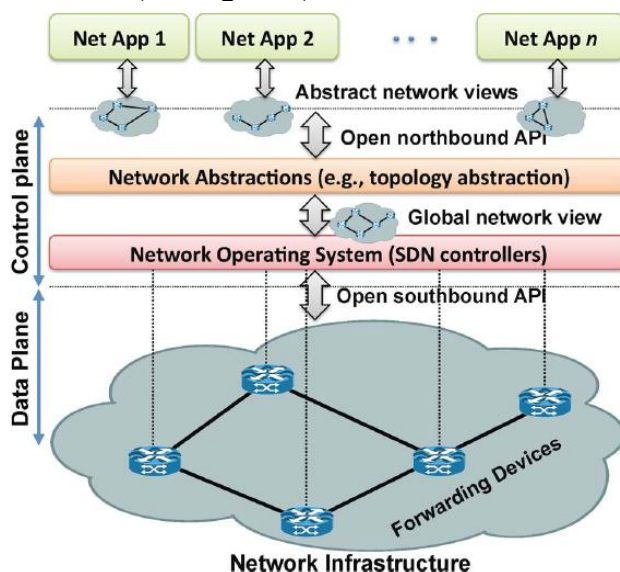 Net App 1
Net App 2
Net App n
Abstract network views
Open northbound API
Network Abstractions (e.g., topology abstraction)
Global network view
Network Operating System (SDN controllers)
Open southbound API
Control plane
Data Plane
Forwarding Devices
Network Infrastructure